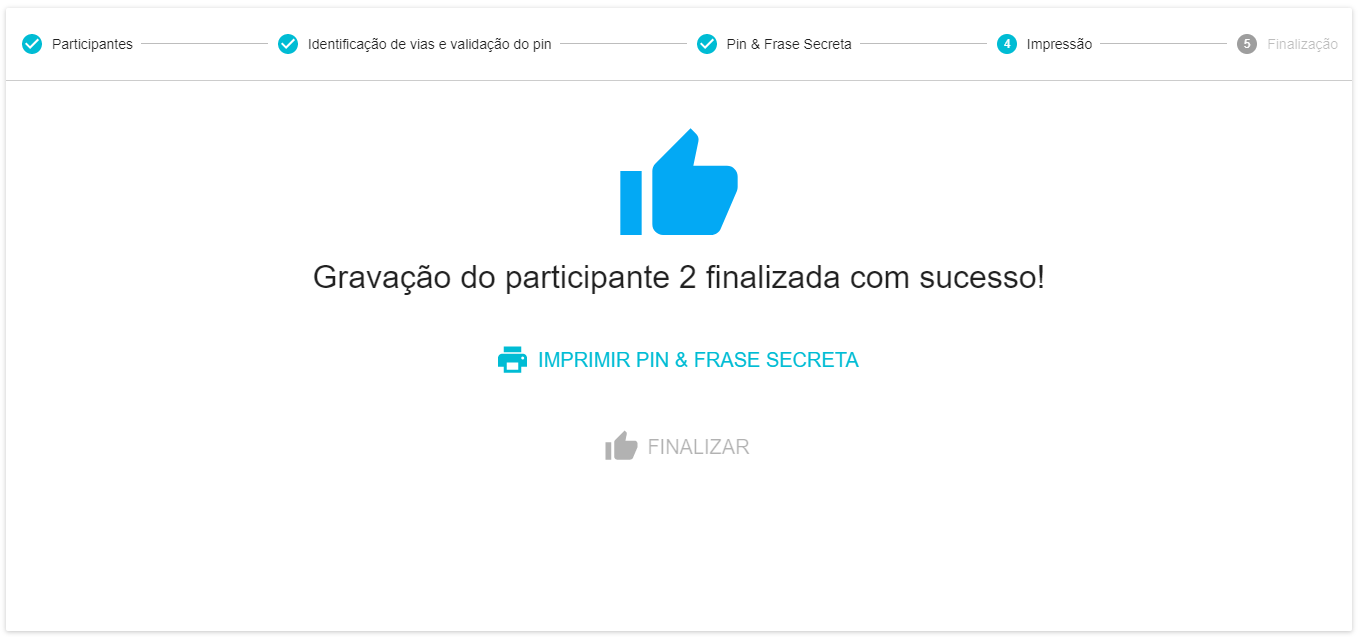 Participantes
Identificação de vias e validação do pin
Pin & Frase Secreta
4 Impressão
5 Finalização
Gravação do participante 2 finalizada com sucesso!
IMPRIMIR PIN & FRASE SECRETA
FINALIZAR